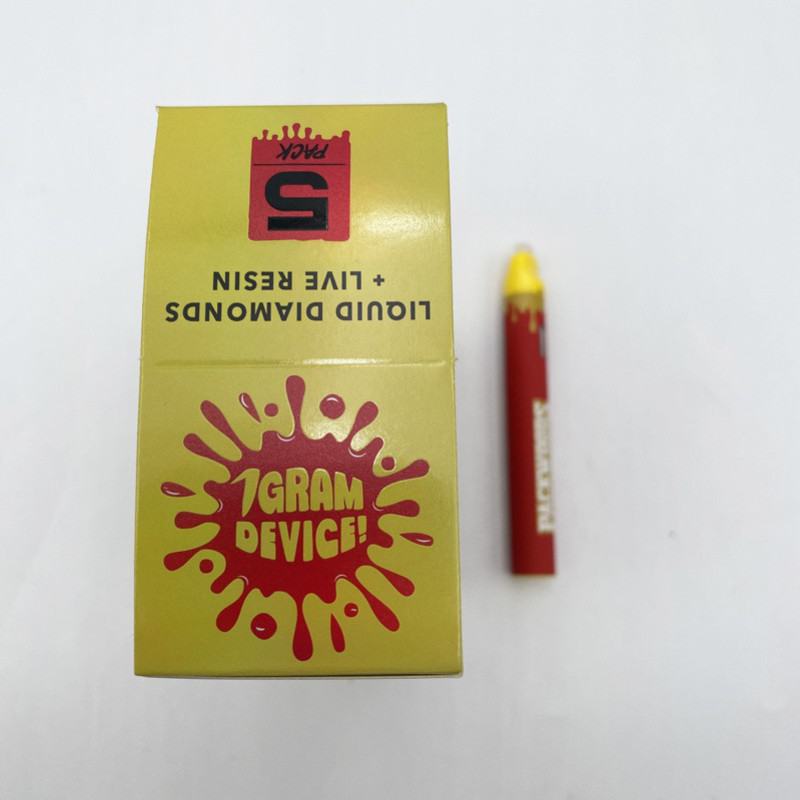 LIQUID DIAMONDS
+ LIVE RESIN
5
PACK
1GRAM
DEVICE!